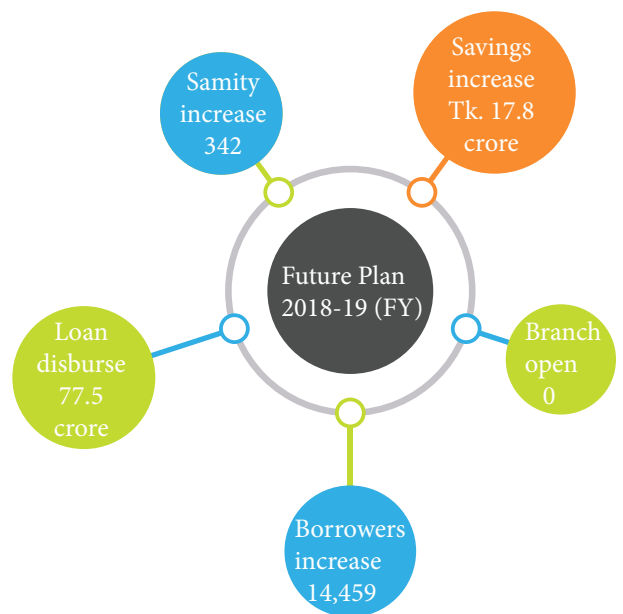 Savings
increase
Tk. 17.8
crore
Samity
increase
342
Future Plan
2018-19 (FY)
Loan
disburse
77.5
crore
Branch
open
0
Borrowers
increase
14,459